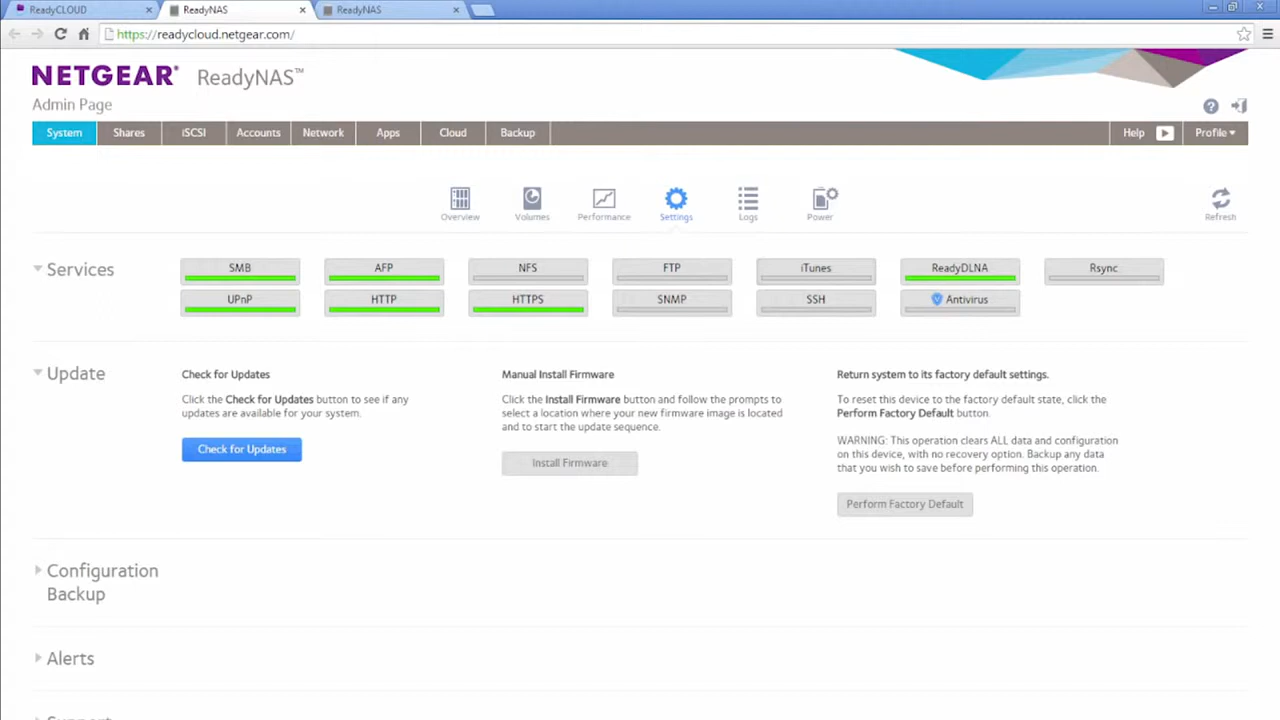 ReadyCLOUD
ReadyNAS
ReadyNAS
https://readycloud.netgear.com/
NETGEAR® ReadyNAS™
Admin Page
System Shares iSCSI Accounts Network Apps Cloud Backup Help Profile
Overview Volumes Performance Settings Logs Power Refresh
Services
SMB AFP NFS FTP iTunes ReadyDLNA Rsync
UPnP HTTP HTTPS SNMP SSH Antivirus
Update
Check for Updates
Click the Check for Updates button to see if any
updates are available for your system.
Check for Updates
Manual Install Firmware
Click the Install Firmware button and follow the prompts to
select a location where your new firmware image is located
and to start the update sequence.
Install Firmware
Return system to its factory default settings.
To reset this device to the factory default state, click the
Perform Factory Default button.
WARNING: This operation clears ALL data and configuration
on this device, with no recovery option. Backup any data
that you wish to save before performing this operation.
Perform Factory Default
Configuration
Backup
Alerts